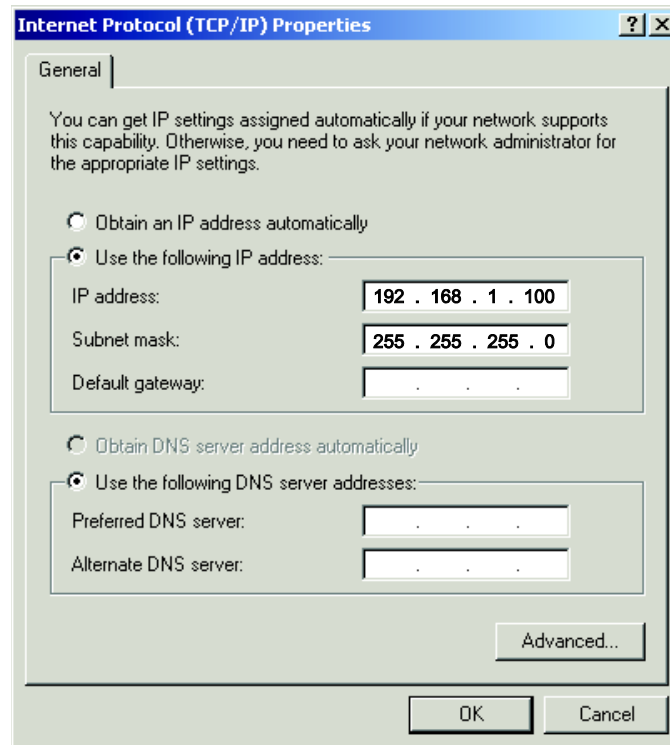 Internet Protocol (TCP/IP) Properties
General
You can get IP settings assigned automatically if your network supports
this capability. Otherwise, you need to ask your network administrator for
the appropriate IP settings.
Obtain an IP address automatically
Use the following IP address:
IP address: 192 . 168 . 1 . 100
Subnet mask: 255 . 255 . 255 . 0
Default gateway: . . .
Obtain DNS server address automatically
Use the following DNS server addresses:
Preferred DNS server: . . .
Alternate DNS server: . . .
Advanced...
OK Cancel